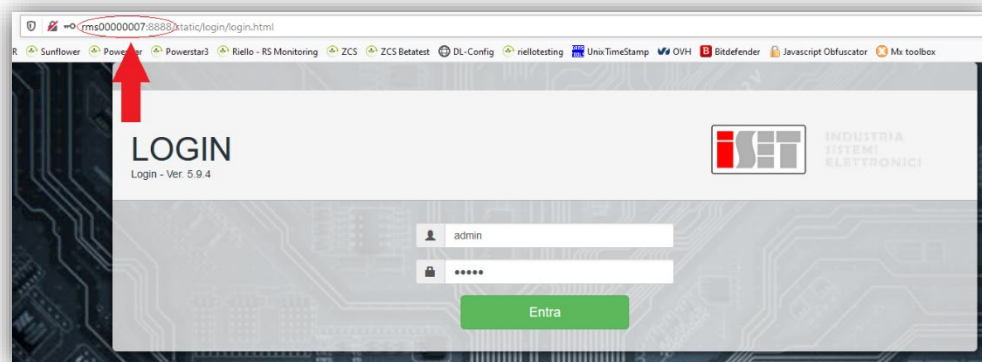 rms00000007:8888/static/login/login.html
R Sunflower Powerstar Powerstar3 Riello - RS Monitoring ZCS ZCS Betatest DL-Config riellotesting UnixTimeStamp OVH Bitdefender Javascript Obfuscator Mx toolbox
LOGIN
Login - Ver. 5.9.4
iSET
INDUSTRIA
SISTEMI
ELETTRONICI
admin
•••••
Entra